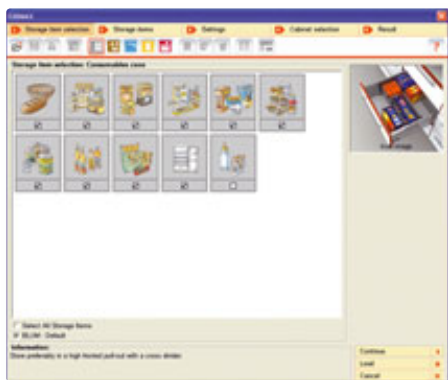 Storage item selection
Storage items
Settings
Cabinet selection
Result
Storage item selection: Consumables zone
Select All Storage Items
BLUM - Default
Information:
Store preferably in a high fronted pull-out with a cross divider.
Continue
Load
Cancel